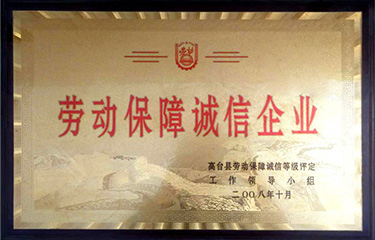 劳动保障诚信企业
高台县劳动保障诚信等级评定
工作领导小组
二〇〇八年十月